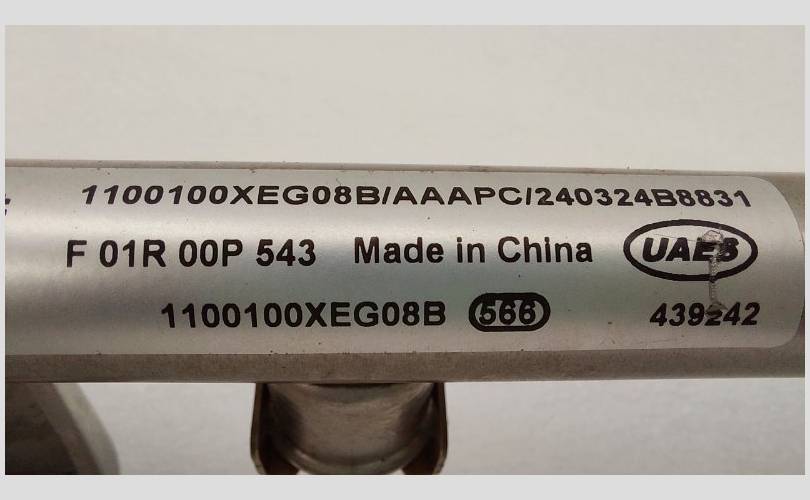 1100100XEG08B/AAAPC/240324B8831
F 01R 00P 543 Made in China UAES
1100100XEG08B 566 439242